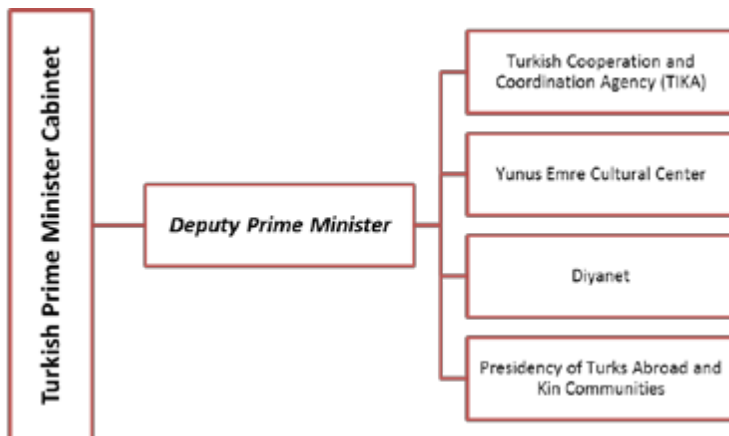 Turkish Prime Minister Cabintet
Deputy Prime Minister
Turkish Cooperation and
Coordination Agency (TIKA)
Yunus Emre Cultural Center
Diyanet
Presidency of Turks Abroad and
Kin Communities